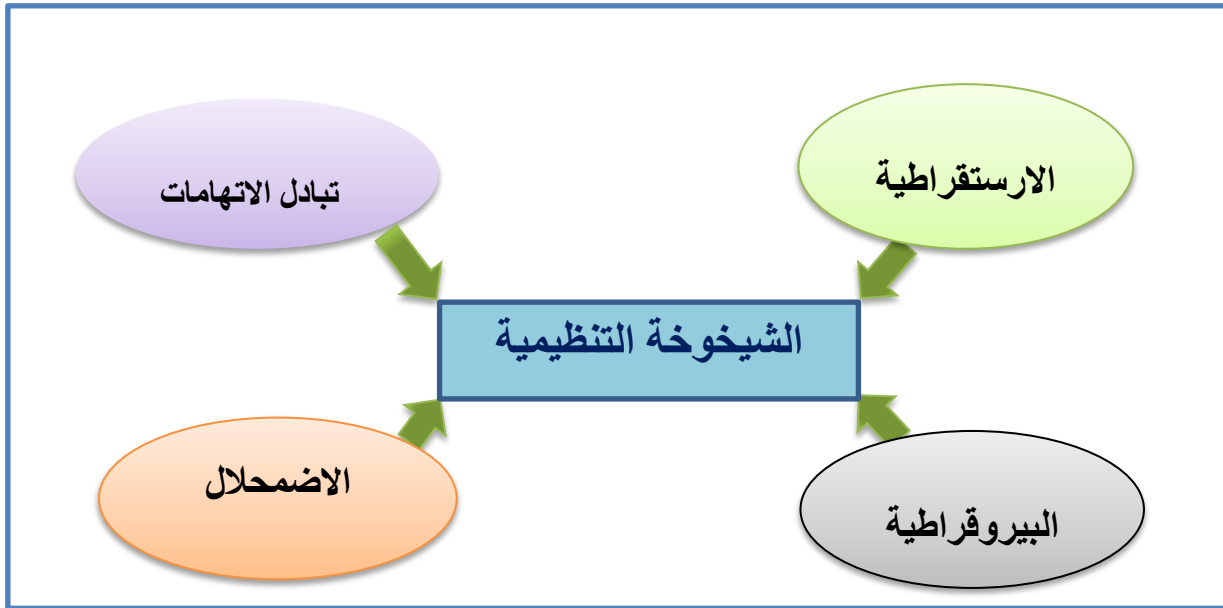 الارستقراطية
تبادل الاتهامات
الشيخوخة التنظيمية
الاضمحلال
البيروقراطية